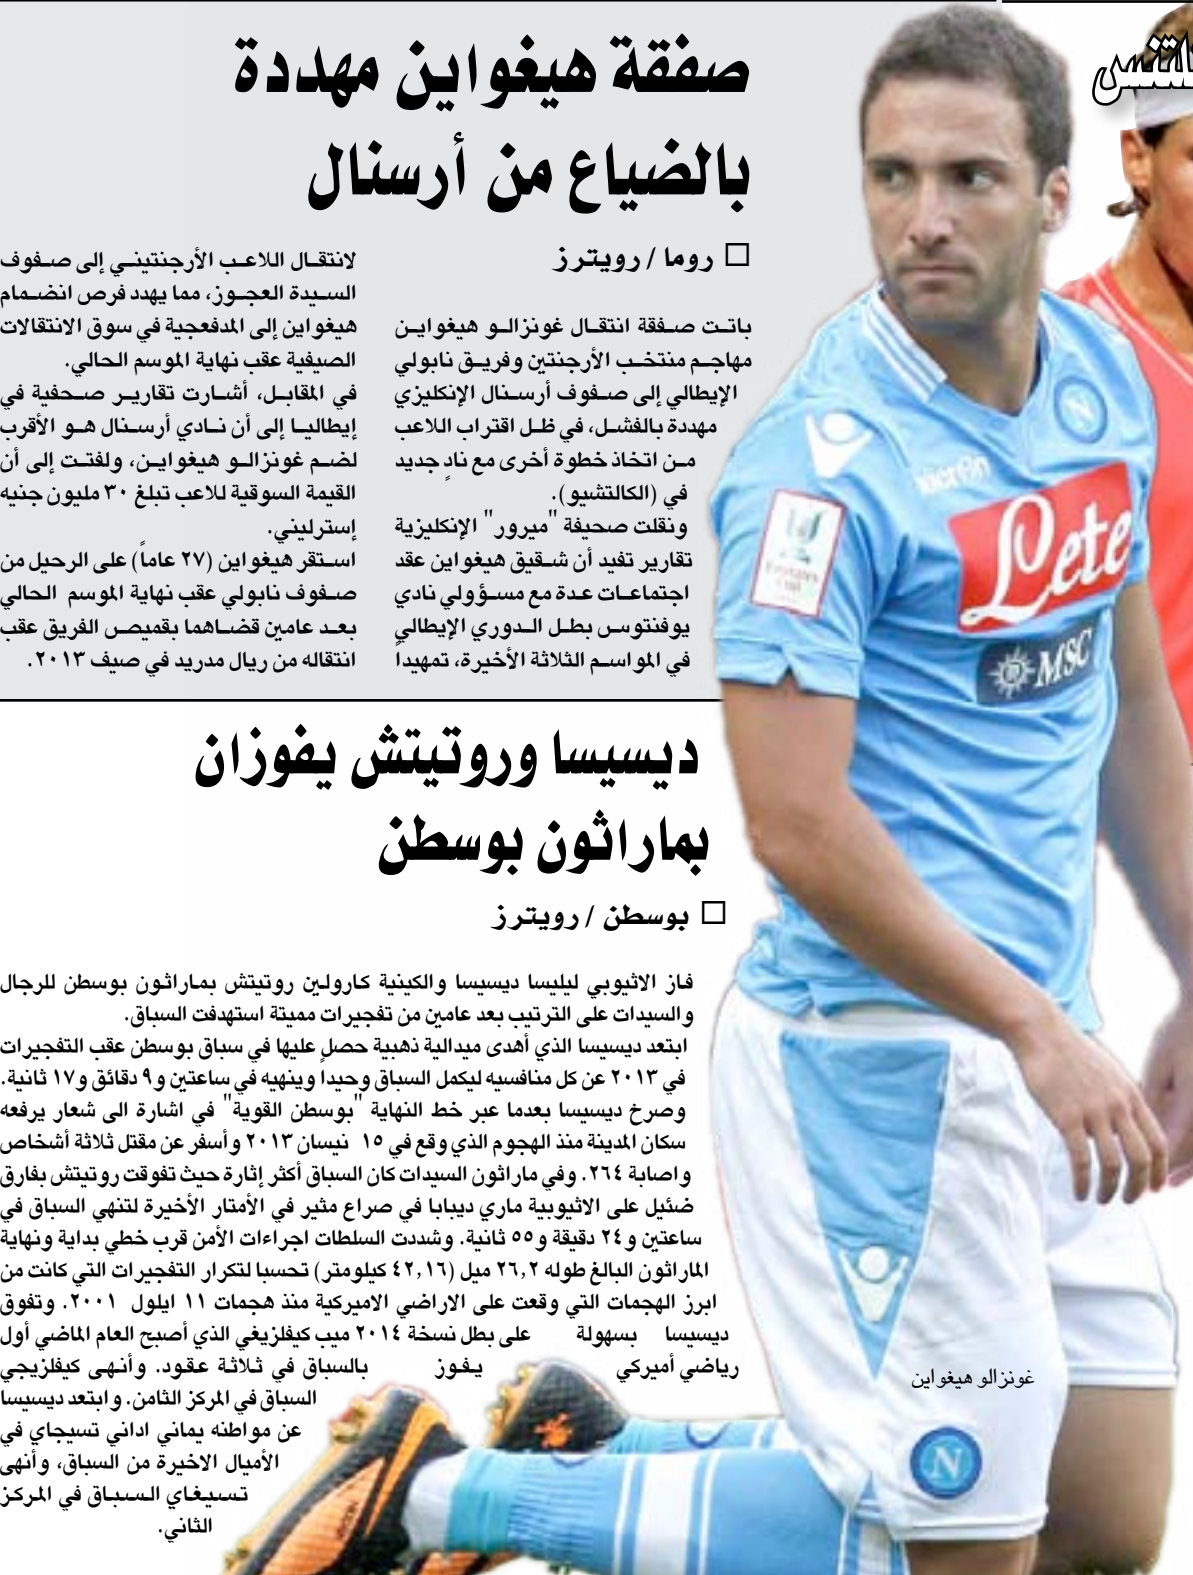 صفقة هيغواين مهددة
بالضياع من أرسنال
□ روما / رويترز
باتت صفقة انتقال غونزالو هيغواين
مهاجم منتخب الأرجنتين وفريق نابولي
الإيطالي إلى صفوف أرسنال الإنكليزي
مهددة بالفشل، في ظل اقتراب اللاعب
من اتخاذ خطوة أخرى مع نادٍ جديد
في (الكالتشيو).
ونقلت صحيفة "ميرور" الإنكليزية
تقارير تفيد أن شقيق هيغواين عقد
اجتماعات عدة مع مسؤولي نادي
يوفنتوس بطل الدوري الإيطالي
في المواسم الثلاثة الأخيرة، تمهيداً
لانتقال اللاعب الأرجنتيني إلى صفوف
السيدة العجوز، مما يهدد فرص انضمام
هيغواين إلى المدفعجية في سوق الانتقالات
الصيفية عقب نهاية الموسم الحالي.
في المقابل، أشارت تقارير صحفية في
إيطاليا إلى أن نادي أرسنال هو الأقرب
لضم غونزالو هيغواين، ولفتت إلى أن
القيمة السوقية للاعب تبلغ ٣٠ مليون جنيه
إسترليني.
استقر هيغواين (٢٧ عاماً) على الرحيل من
صفوف نابولي عقب نهاية الموسم الحالي
بعد عامين قضاهما بقميص الفريق عقب
انتقاله من ريال مدريد في صيف ٢٠١٣.
ديسيسا وروتيتش يفوزان
بماراثون بوسطن
□ بوسطن / رويترز
فاز الاثيوبي ليليسا ديسيسا والكينية كارولين روتيتش بماراثون بوسطن للرجال
والسيدات على الترتيب بعد عامين من تفجيرات مميتة استهدفت السباق.
ابتعد ديسيسا الذي أهدى ميدالية ذهبية حصل عليها في سباق بوسطن عقب التفجيرات
في ٢٠١٣ عن كل منافسيه ليكمل السباق وحيداً وينهيه في ساعتين و٩ دقائق و١٧ ثانية.
وصرخ ديسيسا بعدما عبر خط النهاية "بوسطن القوية" في اشارة الى شعار يرفعه
سكان المدينة منذ الهجوم الذي وقع في ١٥ نيسان ٢٠١٣ وأسفر عن مقتل ثلاثة أشخاص
واصابة ٢٦٤. وفي ماراثون السيدات كان السباق أكثر إثارة حيث تفوقت روتيتش بفارق
ضئيل على الاثيوبية ماري ديبابا في صراع مثير في الأمتار الأخيرة لتنهي السباق في
ساعتين و٢٤ دقيقة و٥٥ ثانية. وشددت السلطات اجراءات الأمن قرب خطي بداية ونهاية
الماراثون البالغ طوله ٢٦,٢ ميل (٤٢,١٦ كيلومتر) تحسبا لتكرار التفجيرات التي كانت من
ابرز الهجمات التي وقعت على الاراضي الاميركية منذ هجمات ١١ ايلول ٢٠٠١. وتفوق
ديسيسا بسهولة على بطل نسخة ٢٠١٤ ميب كيفلزيغي الذي أصبح العام الماضي أول
رياضي أميركي يفوز بالسباق في ثلاثة عقود. وأنهى كيفلزيجي
السباق في المركز الثامن. وابتعد ديسيسا
عن مواطنه يماني اداني تسيجاي في
الأميال الاخيرة من السباق، وأنهى
تسيغاي السباق في المركز
الثاني.
غونزالو هيغواين
macron
Lete
MSC
N
N